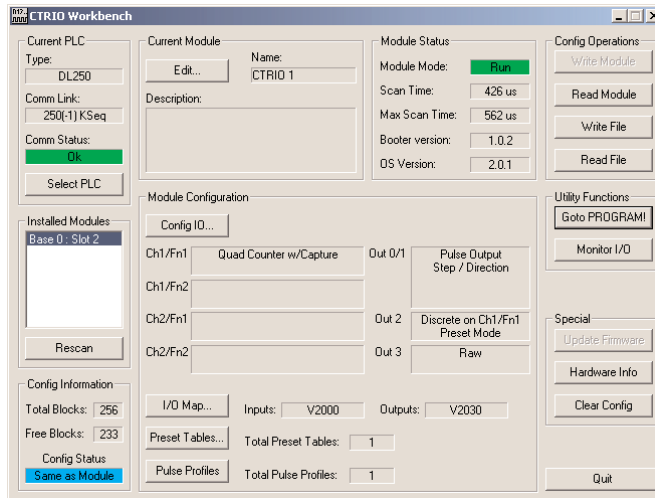 CTRIO Workbench
Current PLC
Type:
DL250
Comm Link:
250(-1) KSeq
Comm Status:
Ok
Select PLC
Current Module
Edit...
Name:
CTRIO 1
Description:
Module Status
Module Mode:
Run
Scan Time:
426 us
Max Scan Time:
562 us
Booter version:
1.0.2
OS Version:
2.0.1
Config Operations
Write Module
Read Module
Write File
Read File
Installed Modules
Base 0 : Slot 2
Rescan
Module Configuration
Config IO...
Ch1/Fn1
Quad Counter w/Capture
Ch1/Fn2
Ch2/Fn1
Ch2/Fn2
Out 0/1
Pulse Output
Step / Direction
Out 2
Discrete on Ch1/Fn1
Preset Mode
Out 3
Raw
I/O Map...
Inputs:
V2000
Outputs:
V2030
Preset Tables...
Total Preset Tables:
1
Pulse Profiles
Total Pulse Profiles:
1
Utility Functions
Goto PROGRAM!
Monitor I/O
Special
Update Firmware
Hardware Info
Clear Config
Config Information
Total Blocks:
256
Free Blocks:
233
Config Status
Same as Module
Quit